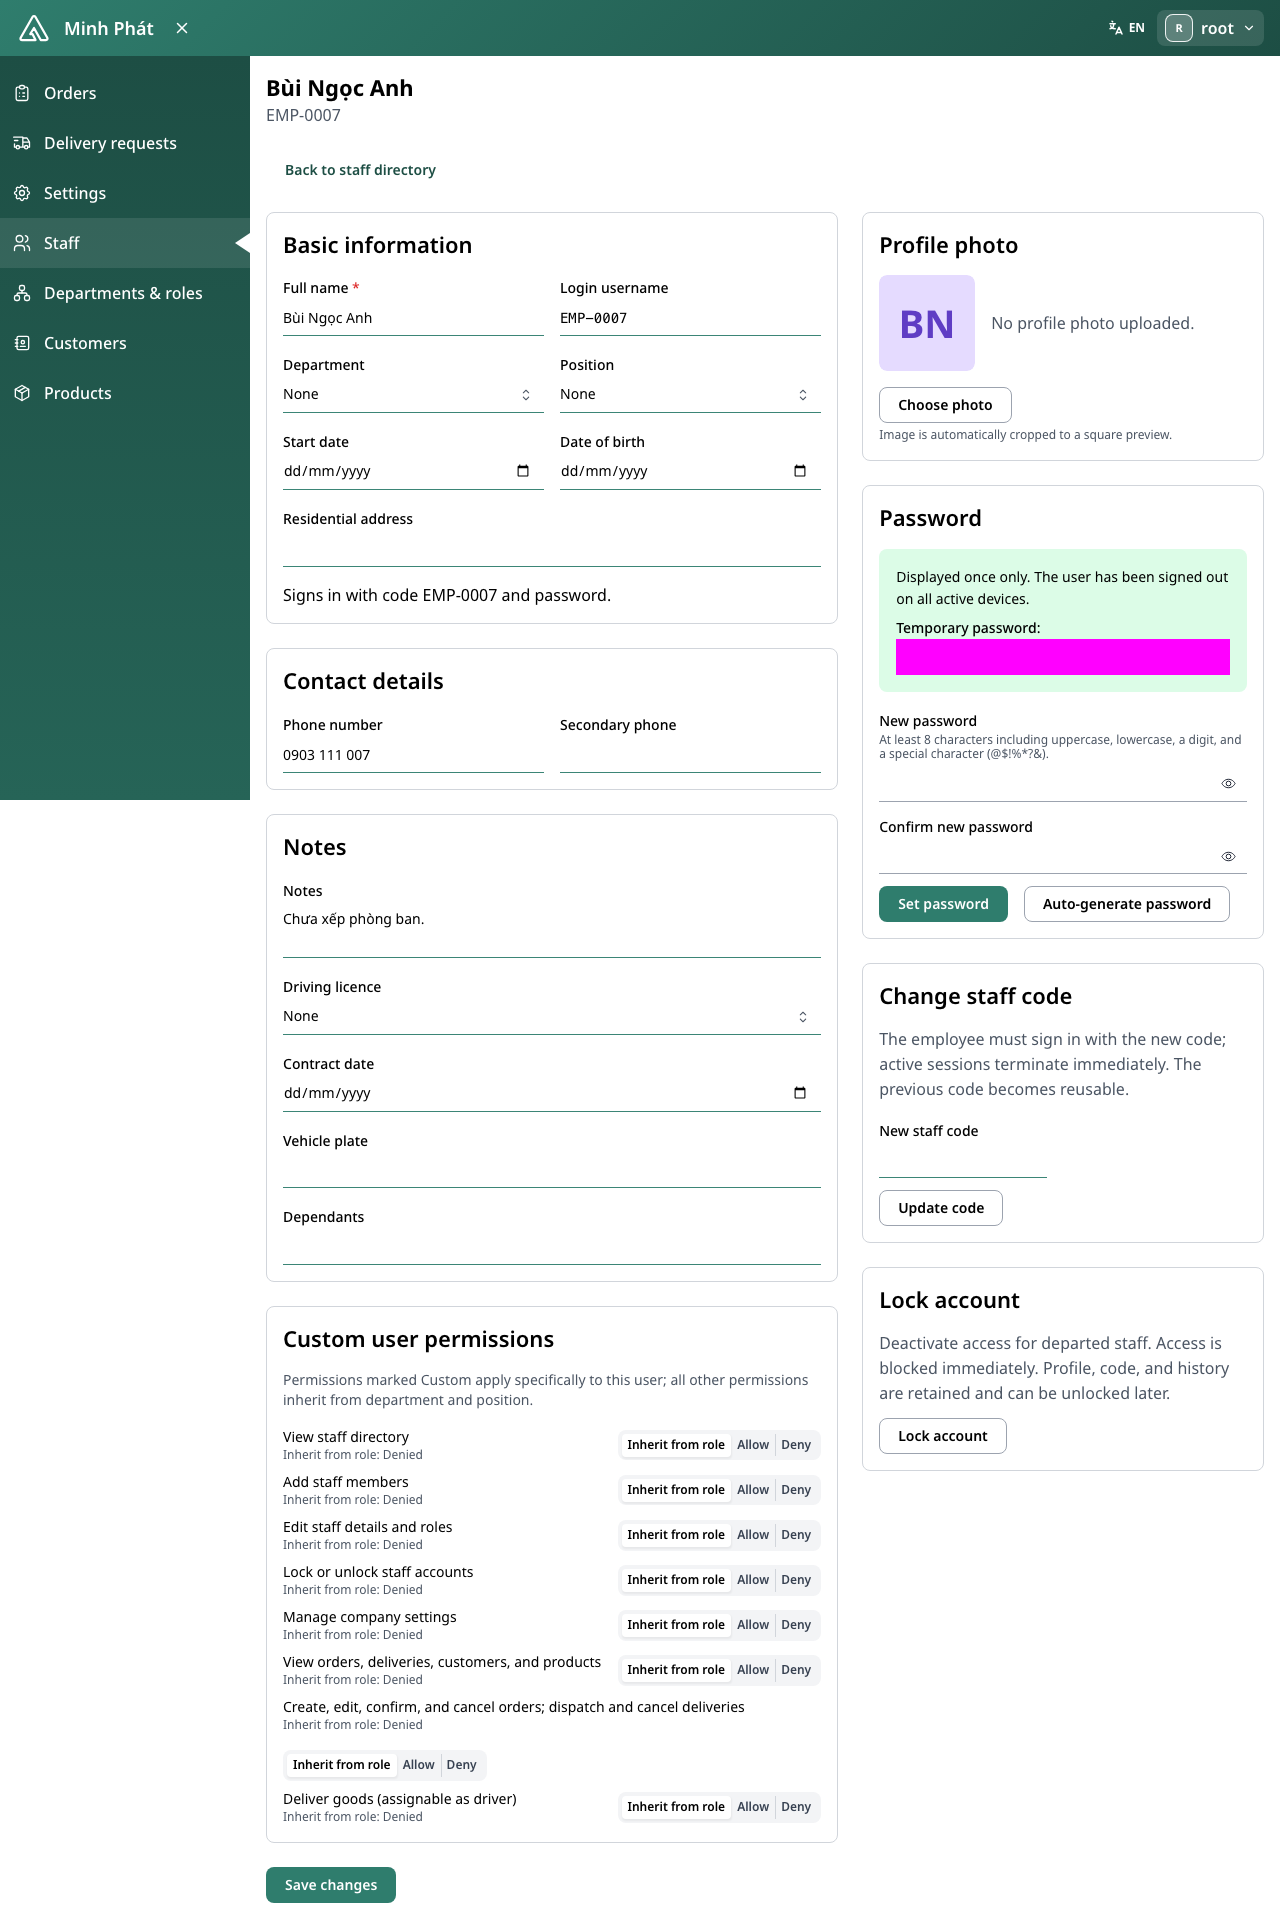 Minh Phát
EN
R
root
Orders
Delivery requests
Settings
Staff
Departments & roles
Customers
Products
Bùi Ngọc Anh
EMP-0007
Back to staff directory
Basic information
Full name *
Login username
Bùi Ngọc Anh
EMP-0007
Department
Position
None
None
Start date
Date of birth
dd/mm/yyyy
dd/mm/yyyy
Residential address
Signs in with code EMP-0007 and password.
Contact details
Phone number
Secondary phone
0903 111 007
Notes
Notes
Chưa xếp phòng ban.
Driving licence
None
Contract date
dd/mm/yyyy
Vehicle plate
Dependants
Custom user permissions
Permissions marked Custom apply specifically to this user; all other permissions
inherit from department and position.
View staff directory
Inherit from role: Denied
Inherit from role Allow Deny
Add staff members
Inherit from role: Denied
Inherit from role Allow Deny
Edit staff details and roles
Inherit from role: Denied
Inherit from role Allow Deny
Lock or unlock staff accounts
Inherit from role: Denied
Inherit from role Allow Deny
Manage company settings
Inherit from role: Denied
Inherit from role Allow Deny
View orders, deliveries, customers, and products
Inherit from role: Denied
Inherit from role Allow Deny
Create, edit, confirm, and cancel orders; dispatch and cancel deliveries
Inherit from role: Denied
Inherit from role Allow Deny
Deliver goods (assignable as driver)
Inherit from role: Denied
Inherit from role Allow Deny
Save changes
Profile photo
BN
No profile photo uploaded.
Choose photo
Image is automatically cropped to a square preview.
Password
Displayed once only. The user has been signed out
on all active devices.
Temporary password:
New password
At least 8 characters including uppercase, lowercase, a digit, and
a special character (@$!%*?&).
Confirm new password
Set password
Auto-generate password
Change staff code
The employee must sign in with the new code;
active sessions terminate immediately. The
previous code becomes reusable.
New staff code
Update code
Lock account
Deactivate access for departed staff. Access is
blocked immediately. Profile, code, and history
are retained and can be unlocked later.
Lock account